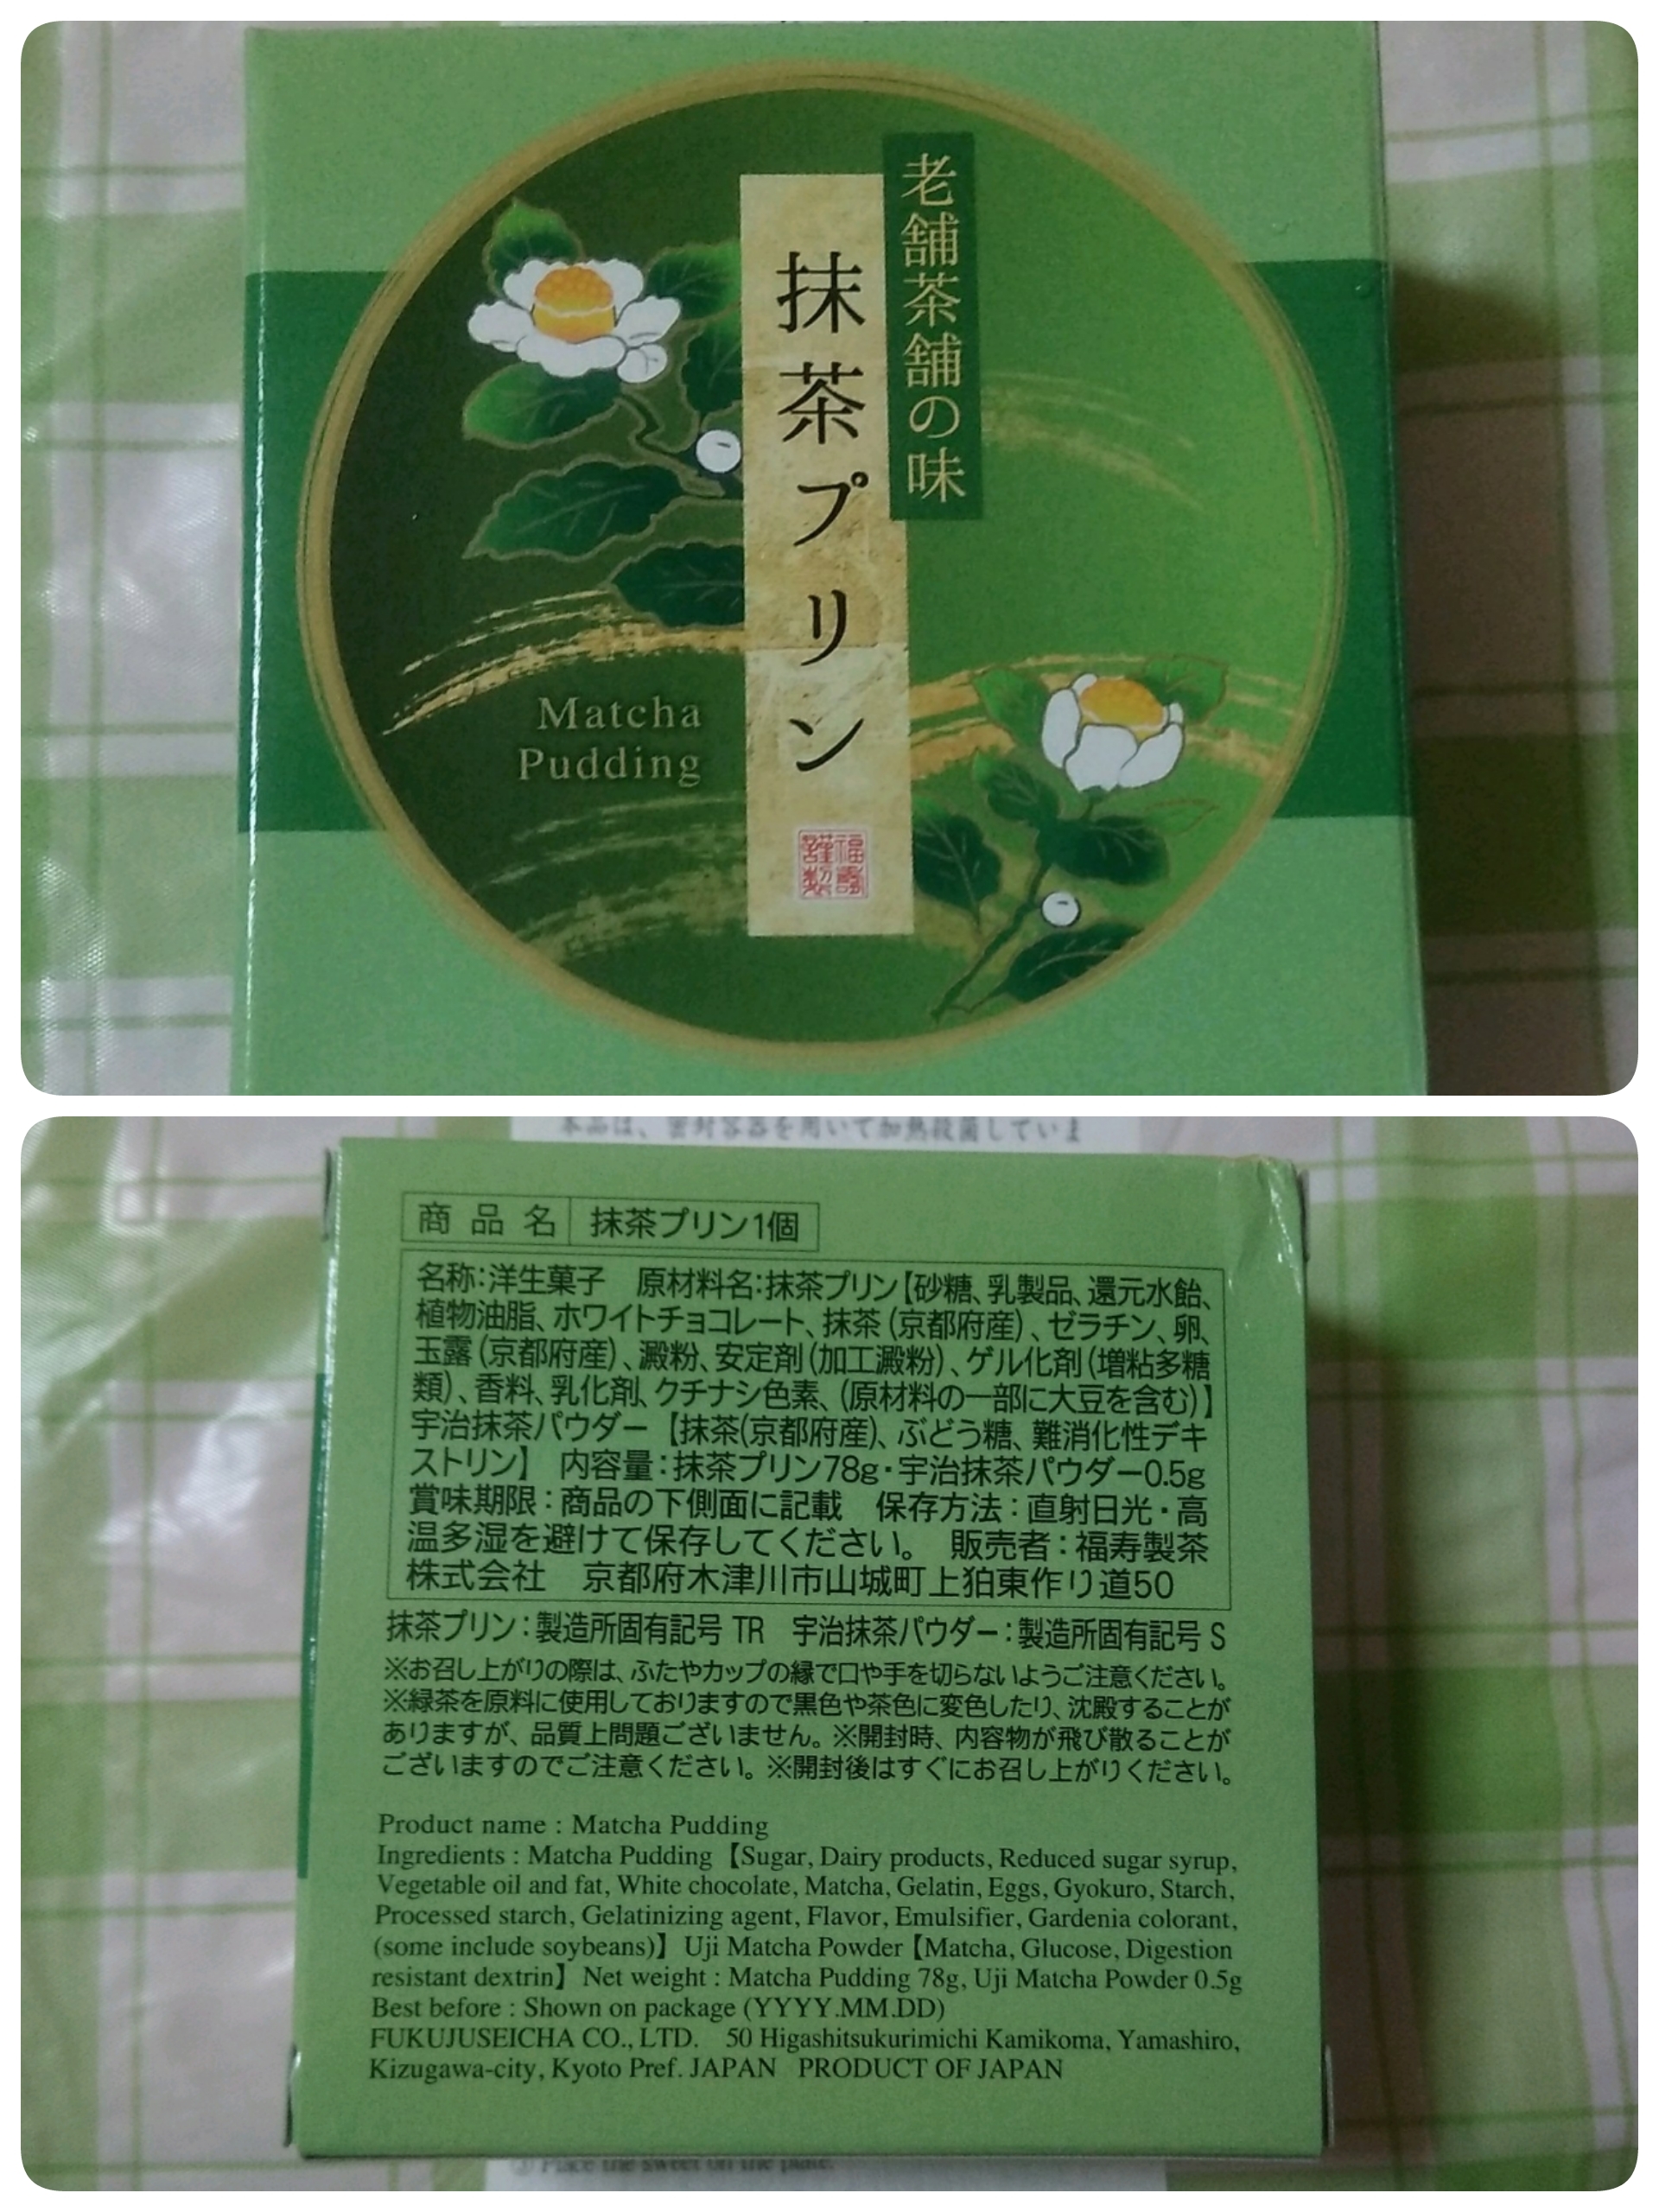 老舗茶舗の味
抹茶プリン
Matcha
Pudding
福寿
謹製
本品は、密封容器を用いて加熱殺菌していま
商品名 抹茶プリン1個
名称:洋生菓子 原材料名:抹茶プリン【砂糖、乳製品、還元水飴、
植物油脂、ホワイトチョコレート、抹茶(京都府産)、ゼラチン、卵、
玉露(京都府産)、澱粉、安定剤(加工澱粉)、ゲル化剤(増粘多糖
類)、香料、乳化剤、クチナシ色素、(原材料の一部に大豆を含む)】
宇治抹茶パウダー【抹茶(京都府産)、ぶどう糖、難消化性デキ
ストリン】 内容量:抹茶プリン78g・宇治抹茶パウダー0.5g
賞味期限:商品の下側面に記載 保存方法:直射日光・高
温多湿を避けて保存してください。 販売者:福寿製茶
株式会社 京都府木津川市山城町上狛東作り道50
抹茶プリン:製造所固有記号 TR 宇治抹茶パウダー:製造所固有記号 S
※お召し上がりの際は、ふたやカップの縁で口や手を切らないようご注意ください。
※緑茶を原料に使用しておりますので黒色や茶色に変色したり、沈殿することが
ありますが、品質上問題ございません。※開封時、内容物が飛び散ることが
ございますのでご注意ください。※開封後はすぐにお召し上がりください。
Product name : Matcha Pudding
Ingredients : Matcha Pudding【Sugar, Dairy products, Reduced sugar syrup,
Vegetable oil and fat, White chocolate, Matcha, Gelatin, Eggs, Gyokuro, Starch,
Processed starch, Gelatinizing agent, Flavor, Emulsifier, Gardenia colorant,
(some include soybeans)】 Uji Matcha Powder【Matcha, Glucose, Digestion
resistant dextrin】 Net weight : Matcha Pudding 78g, Uji Matcha Powder 0.5g
Best before : Shown on package (YYYY.MM.DD)
FUKUJUSEICHA CO., LTD. 50 Higashitsukurimichi Kamikoma, Yamashiro,
Kizugawa-city, Kyoto Pref. JAPAN PRODUCT OF JAPAN
Place the sweet on the plate.